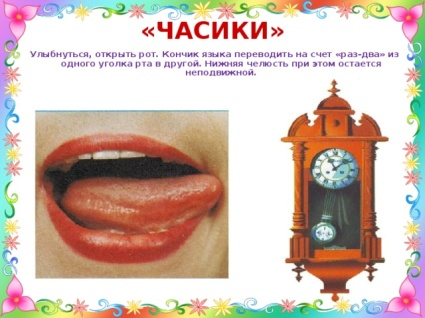 «ЧАСИКИ»
Улыбнуться, открыть рот. Кончик языка переводить на счет «раз-два» из
одного уголка рта в другой. Нижняя челюсть при этом остается
неподвижной.